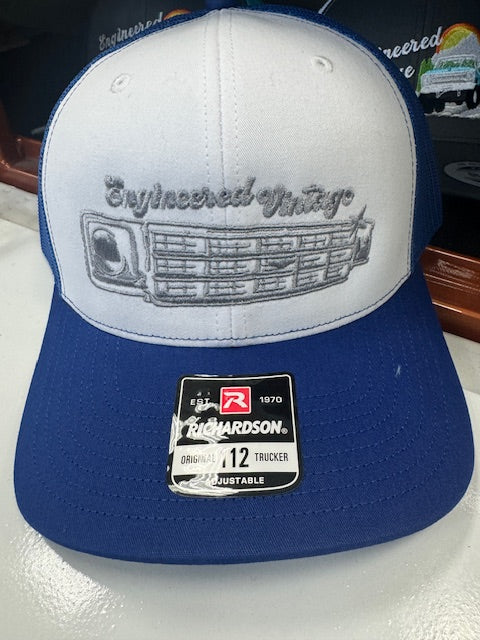 Engineered
Engineered Vintage
EST. 1970
RICHARDSON®
ORIGINAL 112 TRUCKER
ADJUSTABLE